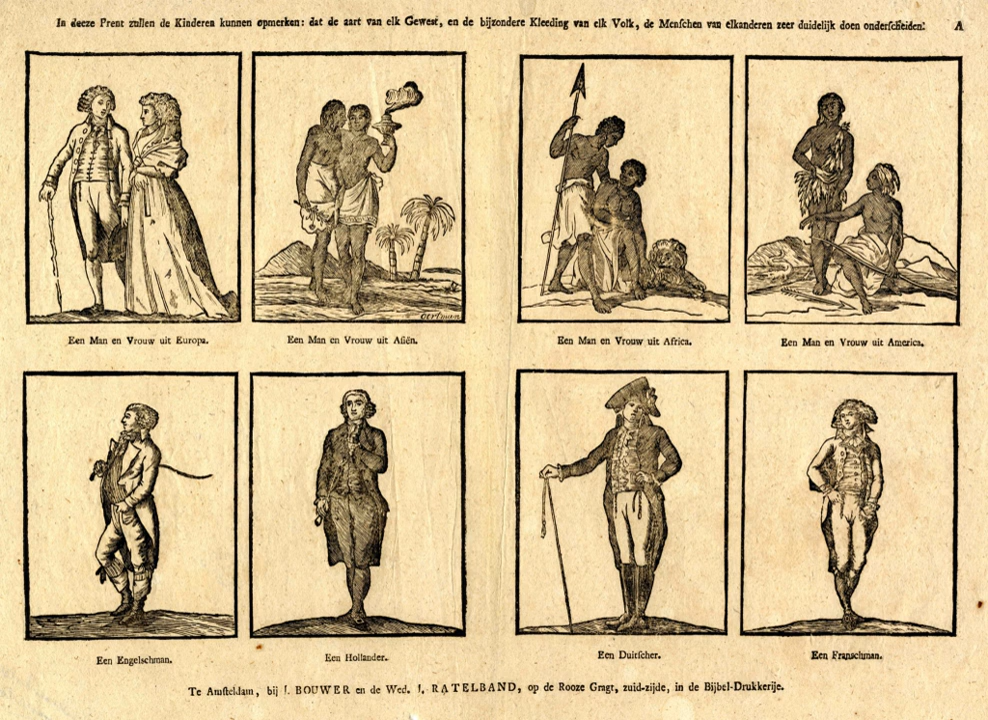 In deeze Prent zullen de Kinderen kunnen opmerken: dat de aart van elk Gewest, en de bijzondere Kleeding van elk Volk, de Menſchen van elkanderen zeer duidelijk doen onderſcheiden. A
Een Man en Vrouw uit Europa. Een Man en Vrouw uit Aſiën. Een Man en Vrouw uit Africa. Een Man en Vrouw uit America.
Oortman
Een Engelschman. Een Hollander. Een Duitſcher. Een Franschman.
Te Amſteldam, bij J. BOUWER en de Wed. J. RATELBAND, op de Rooze Gragt, zuid-zijde, in de Bijbel-Drukkerije.